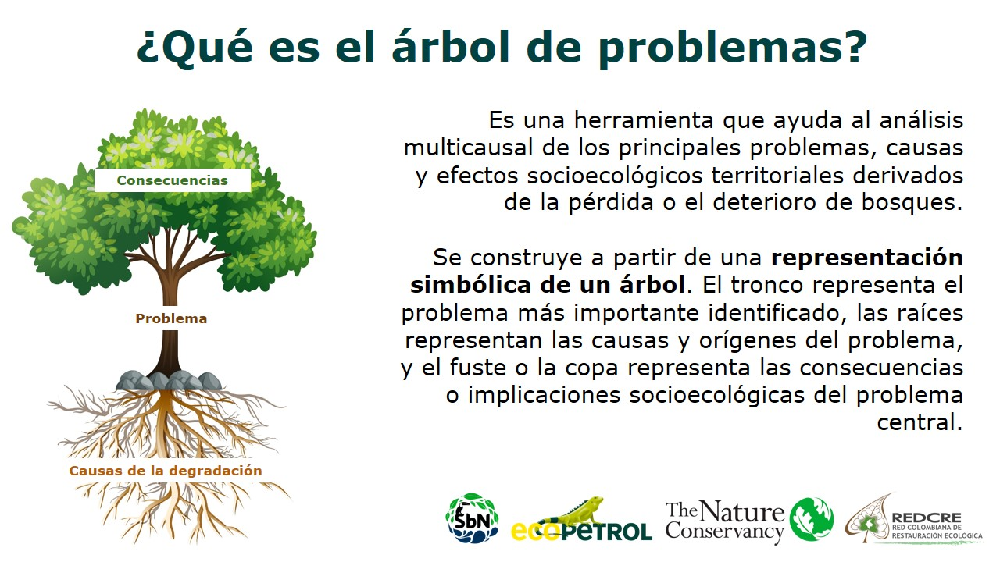 ¿Qué es el árbol de problemas?
Consecuencias
Problema
Causas de la degradación
Es una herramienta que ayuda al análisis
multicausal de los principales problemas, causas
y efectos socioecológicos territoriales derivados
de la pérdida o el deterioro de bosques.
Se construye a partir de una representación
simbólica de un árbol. El tronco representa el
problema más importante identificado, las raíces
representan las causas y orígenes del problema,
y el fuste o la copa representa las consecuencias
o implicaciones socioecológicas del problema
central.
SbN
ecoPETROL
The Nature
Conservancy
REDCRE
RED COLOMBIANA DE
RESTAURACIÓN ECOLÓGICA